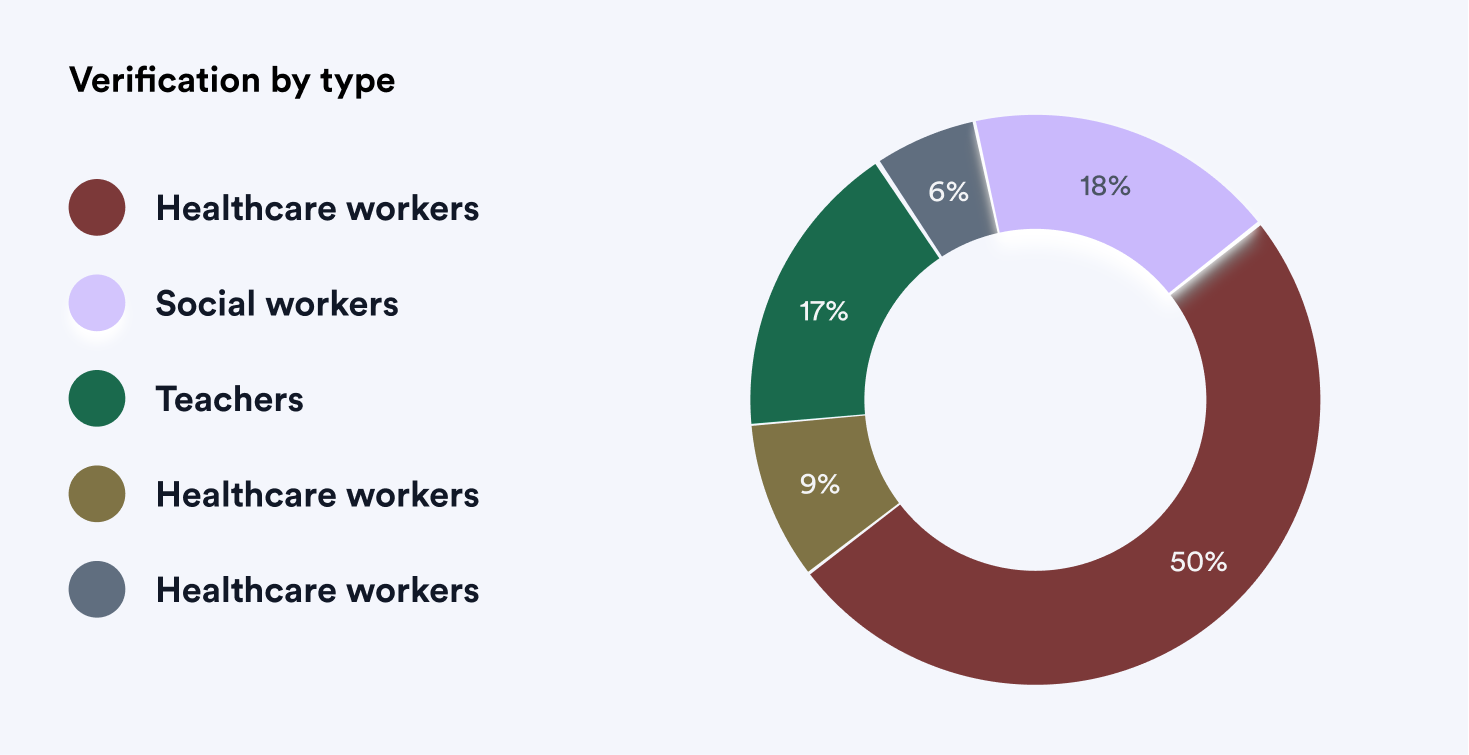 Verification by type
Healthcare workers
Social workers
Teachers
Healthcare workers
Healthcare workers
6%
18%
17%
9%
50%